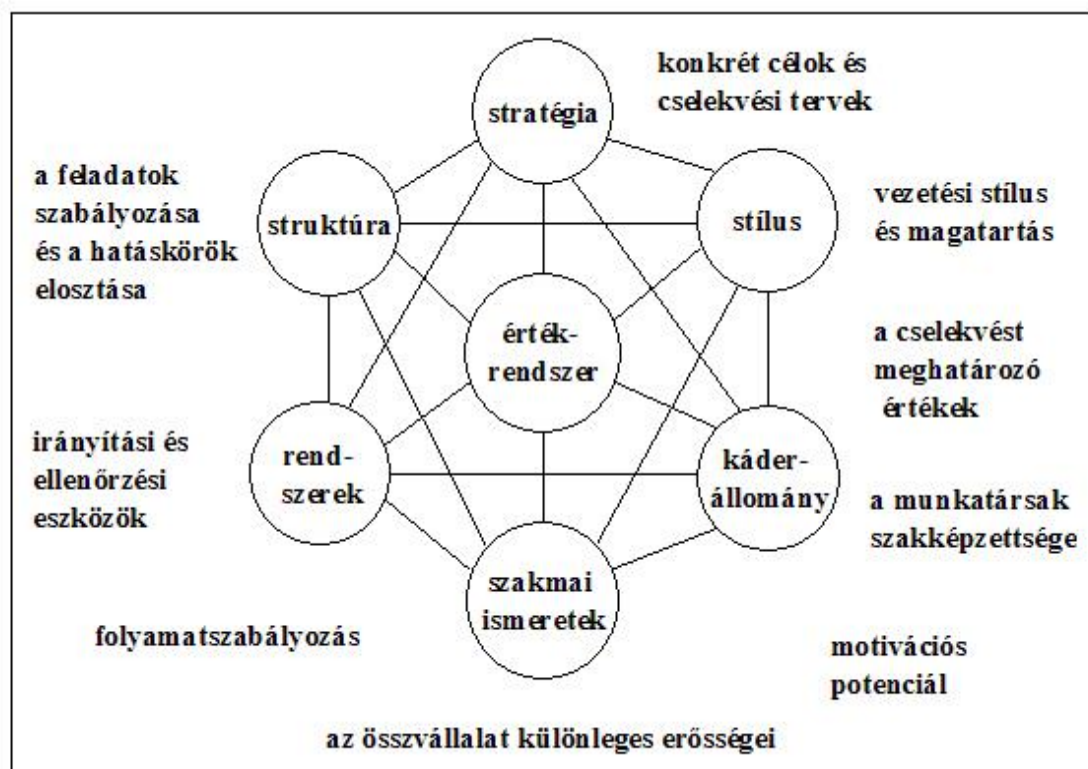 konkrét célok és
cselekvési tervek
stratégia
a feladatok
szabályozása
és a hatáskörök
elosztása
struktúra
stílus
vezetési stílus
és magatartás
érték-
rendszer
a cselekvést
meghatározó
értékek
irányítási és
ellenőrzési
eszközök
rend-
szerek
káder-
állomány
a munkatársak
szakképzettsége
szakmai
ismeretek
folyamatszabályozás
motivációs
potenciál
az összvállalat különleges erősségei